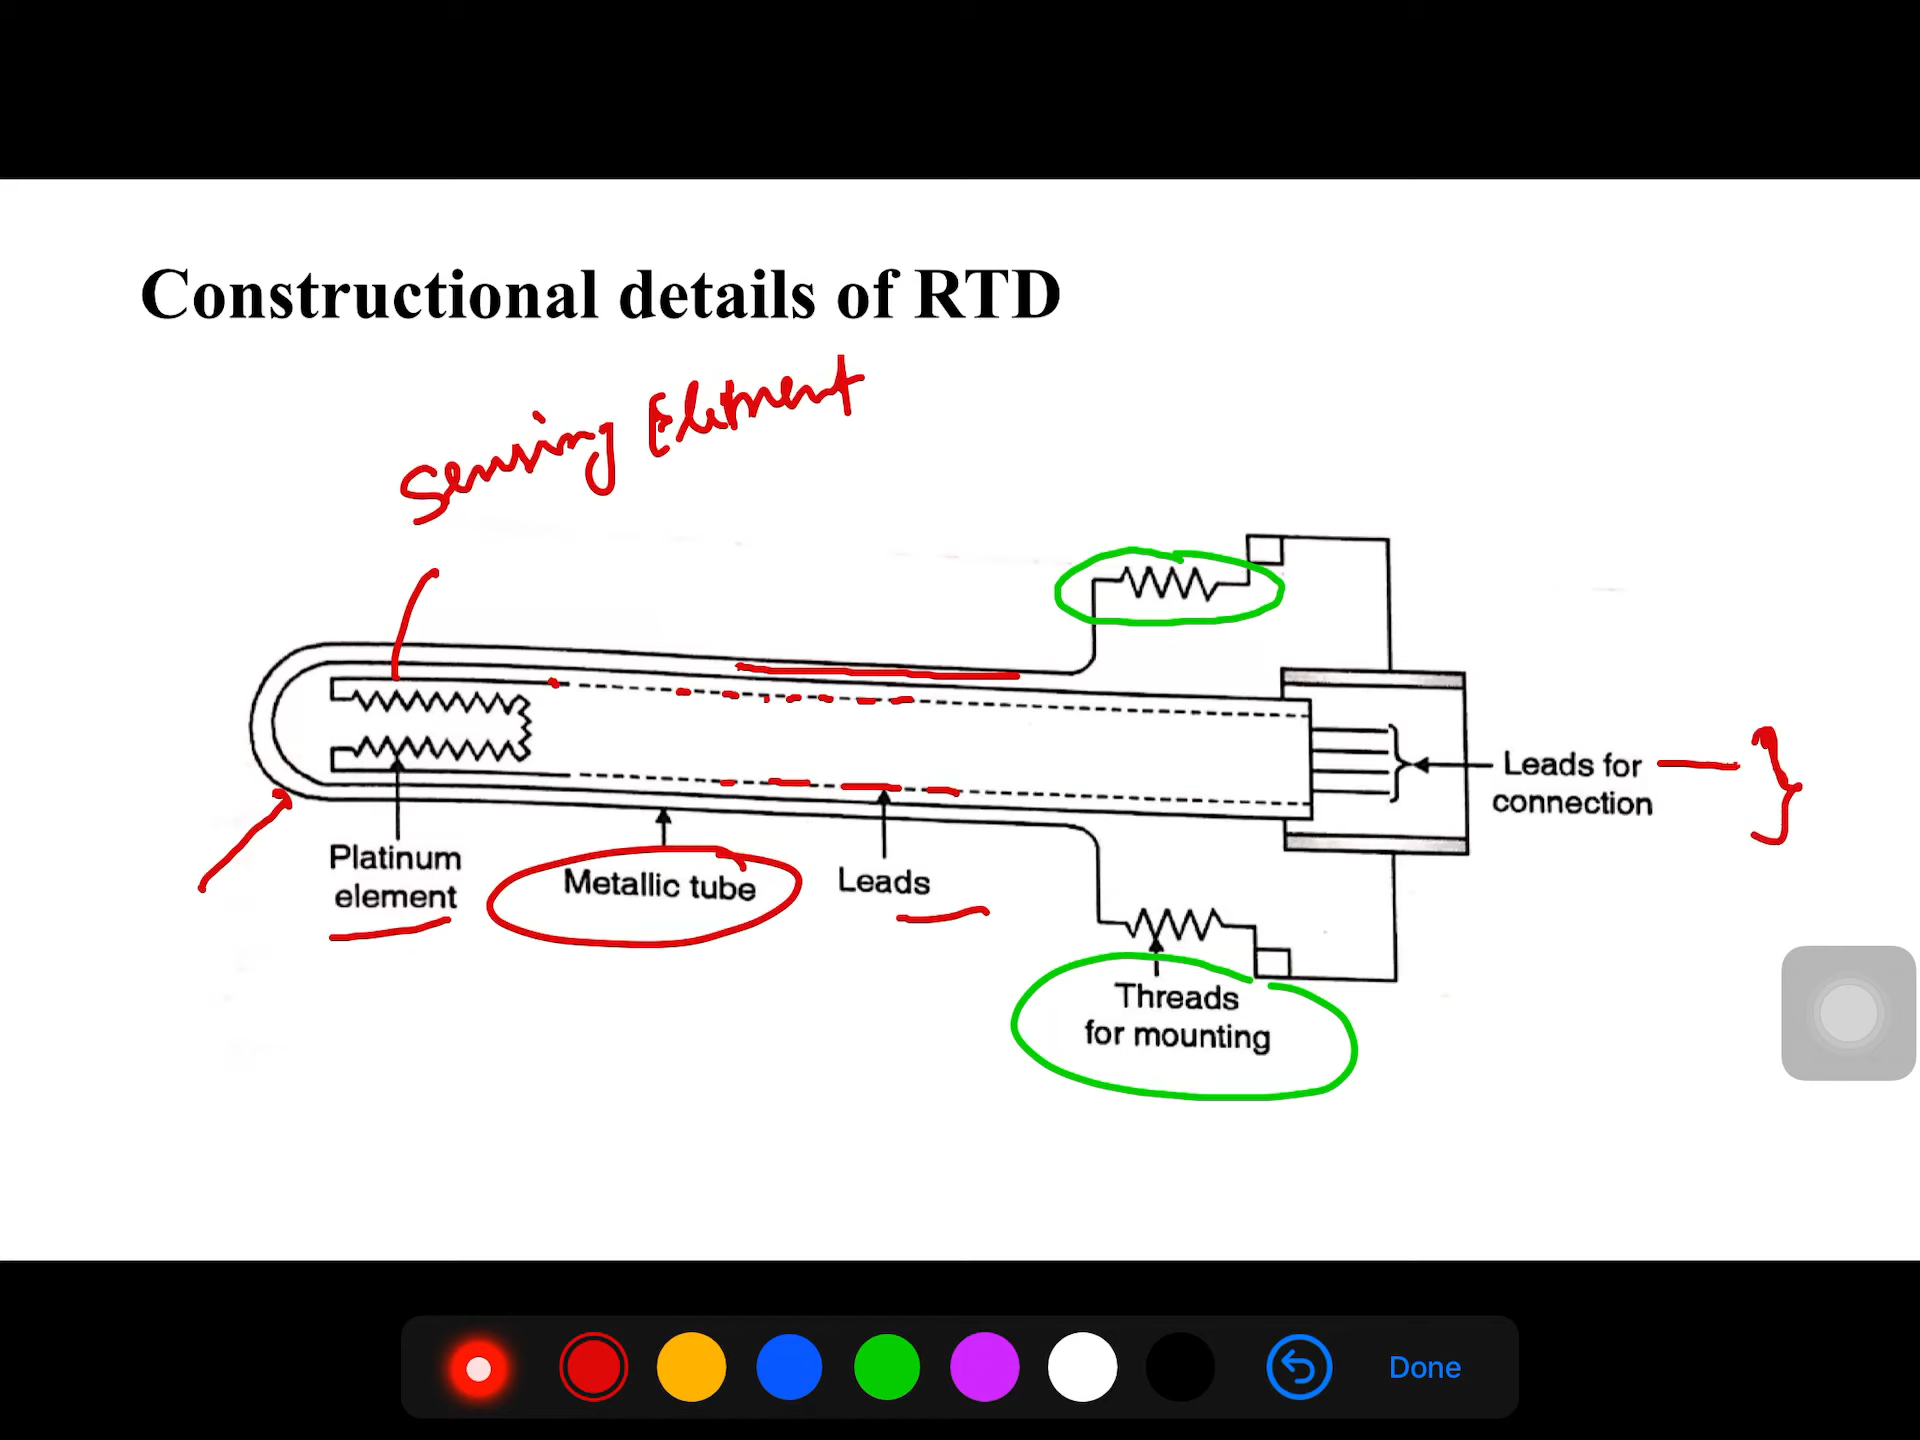 Constructional details of RTD
Sensing Element
Leads for
connection
Platinum
element
Metallic tube
Leads
Threads
for mounting
Done